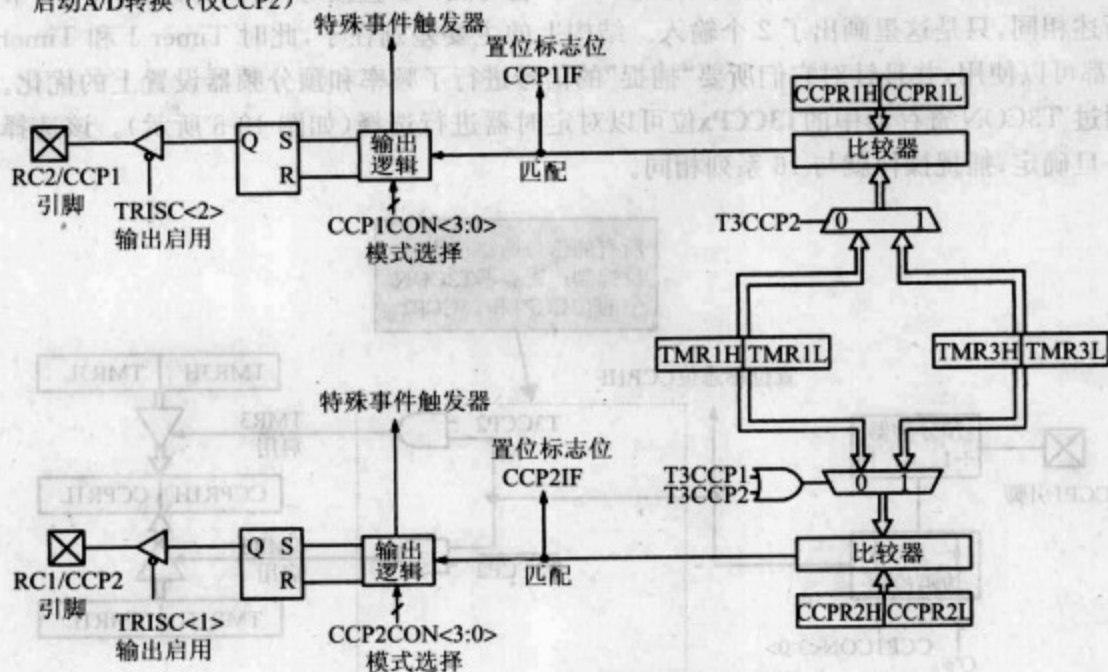 启动A/D转换（仅CCP2）
特殊事件触发器
置位标志位
CCP1IF
CCPR1H CCPR1L
Q S
R
输出
逻辑
匹配
比较器
RC2/CCP1
引脚
TRISC<2>
输出启用
CCP1CON<3:0>
模式选择
T3CCP2
0 1
TMR1H TMR1L
TMR3H TMR3L
特殊事件触发器
置位标志位
CCP2IF
T3CCP1
T3CCP2
0 1
Q S
R
输出
逻辑
匹配
比较器
RC1/CCP2
引脚
TRISC<1>
输出启用
CCP2CON<3:0>
模式选择
CCPR2H CCPR2L